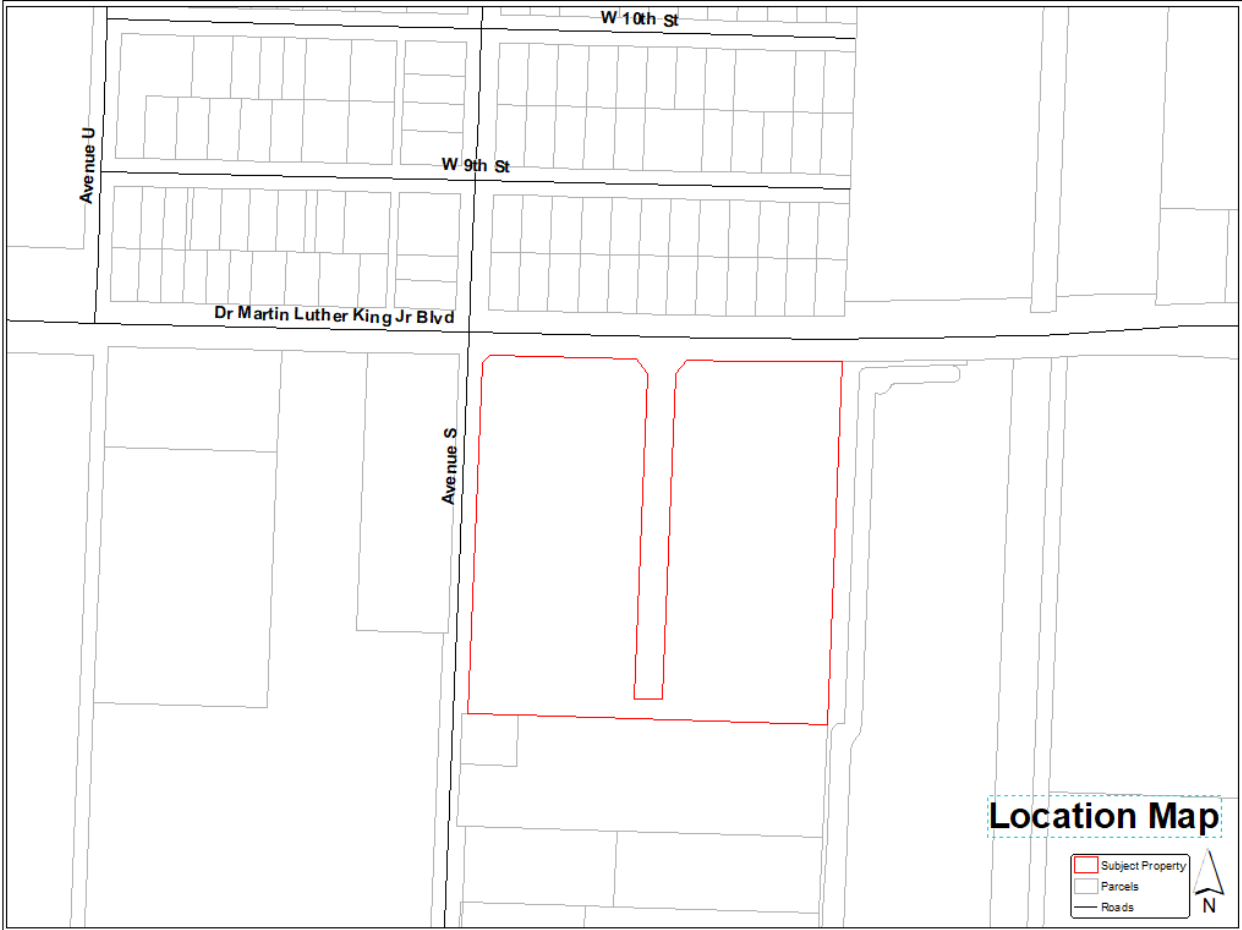 W 10th St
Avenue U
W 9th St
Dr Martin Luther King Jr Blvd
Avenue S
Location Map
Subject Property
Parcels
Roads
N